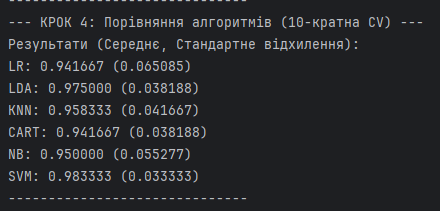 ------------------------------
--- КРОК 4: Порівняння алгоритмів (10-кратна CV) ---
Результати (Середнє, Стандартне відхилення):
LR: 0.941667 (0.065085)
LDA: 0.975000 (0.038188)
KNN: 0.958333 (0.041667)
CART: 0.941667 (0.038188)
NB: 0.950000 (0.055277)
SVM: 0.983333 (0.033333)
------------------------------